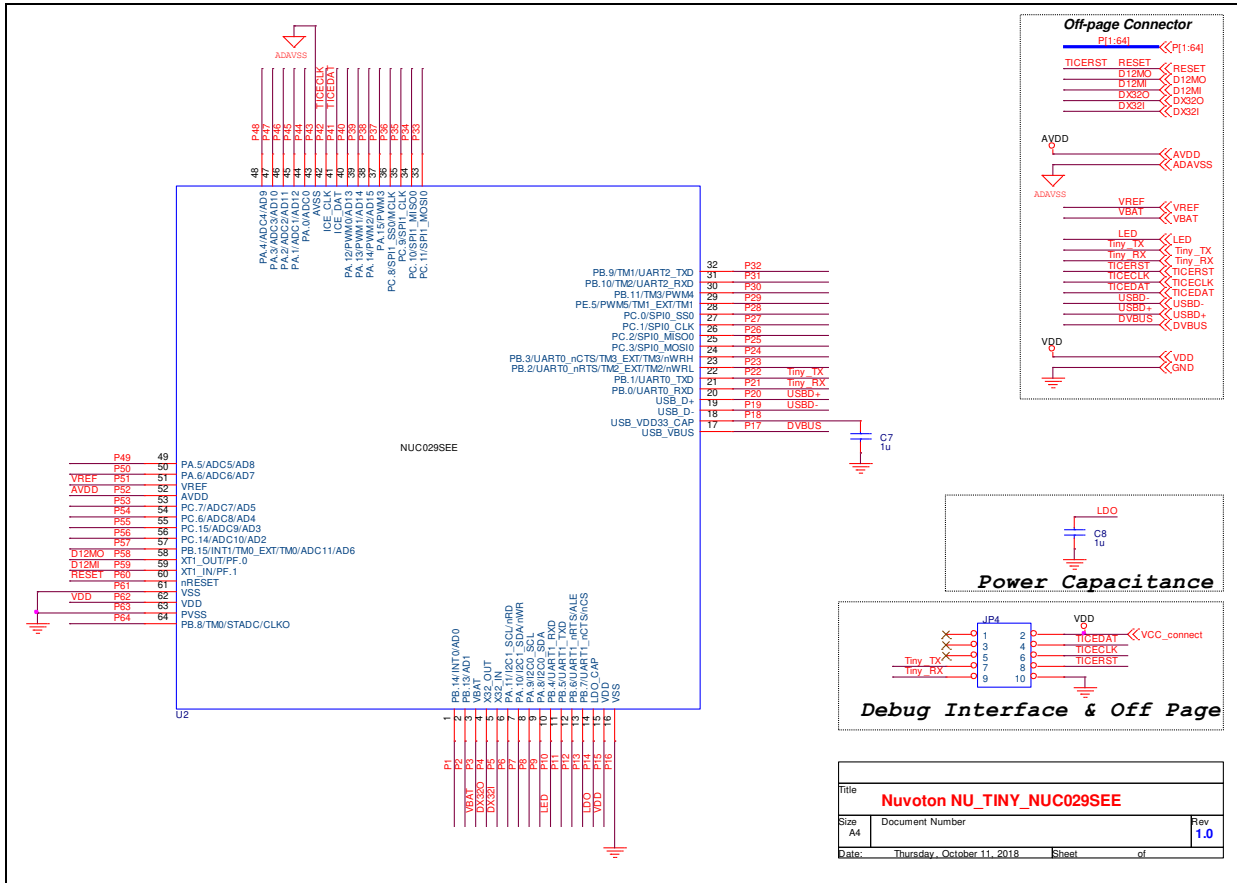 ADAVSS
P48
P47
P46
P45
P44
P43
P42
TICECLK
P41
TICEDAT
P40
P39
P38
P37
P36
P35
P34
P33
48
47
46
45
44
43
42
41
40
39
38
37
36
35
34
33
PA.4/ADC4/AD9
PA.3/ADC3/AD10
PA.2/ADC2/AD11
PA.1/ADC1/AD12
PA.0/ADC0
AVSS
ICE_CLK
ICE_DAT
PA.12/PWM0/AD13
PA.13/PWM1/AD14
PA.14/PWM2/AD15
PA.15/PWM3
PC.8/SPI1_SS0/MCLK
PC.9/SPI1_CLK
PC.10/SPI1_MISO0
PC.11/SPI1_MOSI0
PB.9/TM1/UART2_TXD 32 P32
PB.10/TM2/UART2_RXD 31 P31
PB.11/TM3/PWM4 30 P30
PE.5/PWM5/TM1_EXT/TM1 29 P29
PC.0/SPI0_SS0 28 P28
PC.1/SPI0_CLK 27 P27
PC.2/SPI0_MISO0 26 P26
PC.3/SPI0_MOSI0 25 P25
PB.3/UART0_nCTS/TM3_EXT/TM3/nWRH 24 P24
PB.2/UART0_nRTS/TM2_EXT/TM2/nWRL 23 P23
PB.1/UART0_TXD 22 P22 Tiny_TX
PB.0/UART0_RXD 21 P21 Tiny_RX
USB_D+ 20 P20 USBD+
USB_D- 19 P19 USBD-
USB_VDD33_CAP 18 P18
USB_VBUS 17 P17 DVBUS
C7
1u
NUC029SEE
P49 49 PA.5/ADC5/AD8
P50 50 PA.6/ADC6/AD7
VREF P51 51 VREF
AVDD P52 52 AVDD
P53 53 PC.7/ADC7/AD5
P54 54 PC.6/ADC8/AD4
P55 55 PC.15/ADC9/AD3
P56 56 PC.14/ADC10/AD2
P57 57 PB.15/INT1/TM0_EXT/TM0/ADC11/AD6
D12MO P58 58 XT1_OUT/PF.0
D12MI P59 59 XT1_IN/PF.1
RESET P60 60 nRESET
P61 61 VSS
VDD P62 62 VDD
P63 63 PVSS
P64 64 PB.8/TM0/STADC/CLKO
PB.14/INT0/AD0
PB.13/AD1
VBAT
X32_OUT
X32_IN
PA.11/I2C1_SCL/nRD
PA.10/I2C1_SDA/nWR
PA.9/I2C0_SCL
PA.8/I2C0_SDA
PB.4/UART1_RXD
PB.5/UART1_TXD
PB.6/UART1_nRTS/ALE
PB.7/UART1_nCTS/nCS
LDO_CAP
VDD
VSS
U2
1
2
3
4
5
6
7
8
9
10
11
12
13
14
15
16
P1
P2
P3
VBAT
P4
DX32O
P5
DX32I
P6
P7
P8
P9
P10
LED
P11
P12
P13
P14
LDO
P15
VDD
P16
Off-page Connector
P[1:64] P[1:64]
TICERST RESET RESET
D12MO D12MO
D12MI D12MI
DX32O DX32O
DX32I DX32I
AVDD
AVDD
ADAVSS
ADAVSS
VREF VREF
VBAT VBAT
LED LED
Tiny_TX Tiny_TX
Tiny_RX Tiny_RX
TICERST TICERST
TICECLK TICECLK
TICEDAT TICEDAT
USBD- USBD-
USBD+ USBD+
DVBUS DVBUS
VDD
VDD
GND
LDO
C8
1u
Power Capacitance
JP4
VDD
1 2 VCC_connect
3 4 TICEDAT
5 6 TICECLK
Tiny_TX 7 8 TICERST
Tiny_RX 9 10
Debug Interface & Off Page
Title
Nuvoton NU_TINY_NUC029SEE
Size Document Number Rev
A4 1.0
Date: Thursday, October 11, 2018 Sheet of